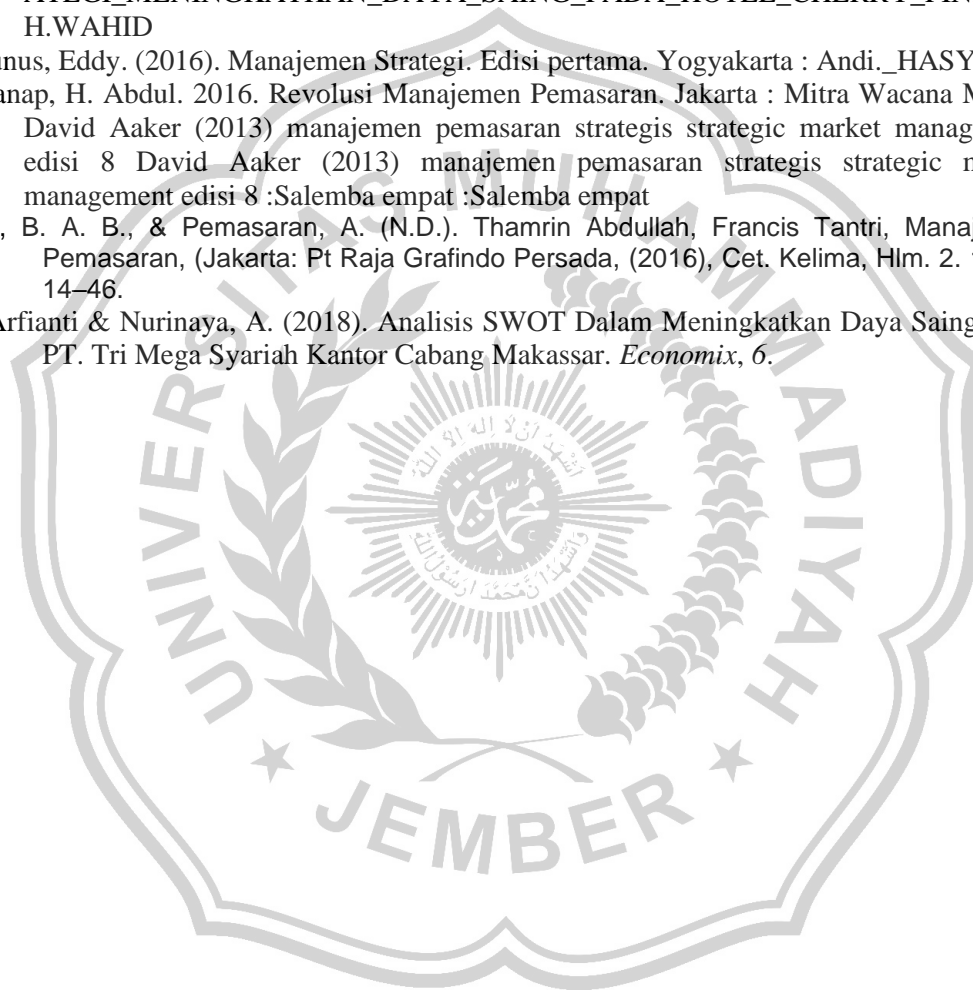 H.WAHID
Eddy. (2016). Manajemen Strategi. Edisi pertama. Yogyakarta : Andi._HASY
H. Abdul. 2016. Revolusi Manajemen Pemasaran. Jakarta : Mitra Wacana
David Aaker (2013) manajemen pemasaran strategis strategic market
edisi 8 David Aaker (2013) manajemen pemasaran strategis strategic
management edisi 8 :Salemba empat :Salemba empat
, B. A. B., & Pemasaran, A. (N.D.). Thamrin Abdullah, Francis Tantri,
Pemasaran, (Jakarta: Pt Raja Grafindo Persada, (2016), Cet. Kelima, Hlm. 2.
14–46.
Arfianti & Nurinaya, A. (2018). Analisis SWOT Dalam Meningkatkan Daya Saing
PT. Tri Mega Syariah Kantor Cabang Makassar. Economix, 6.
UNIVERSITAS MUHAMMADIYAH
JEMBER